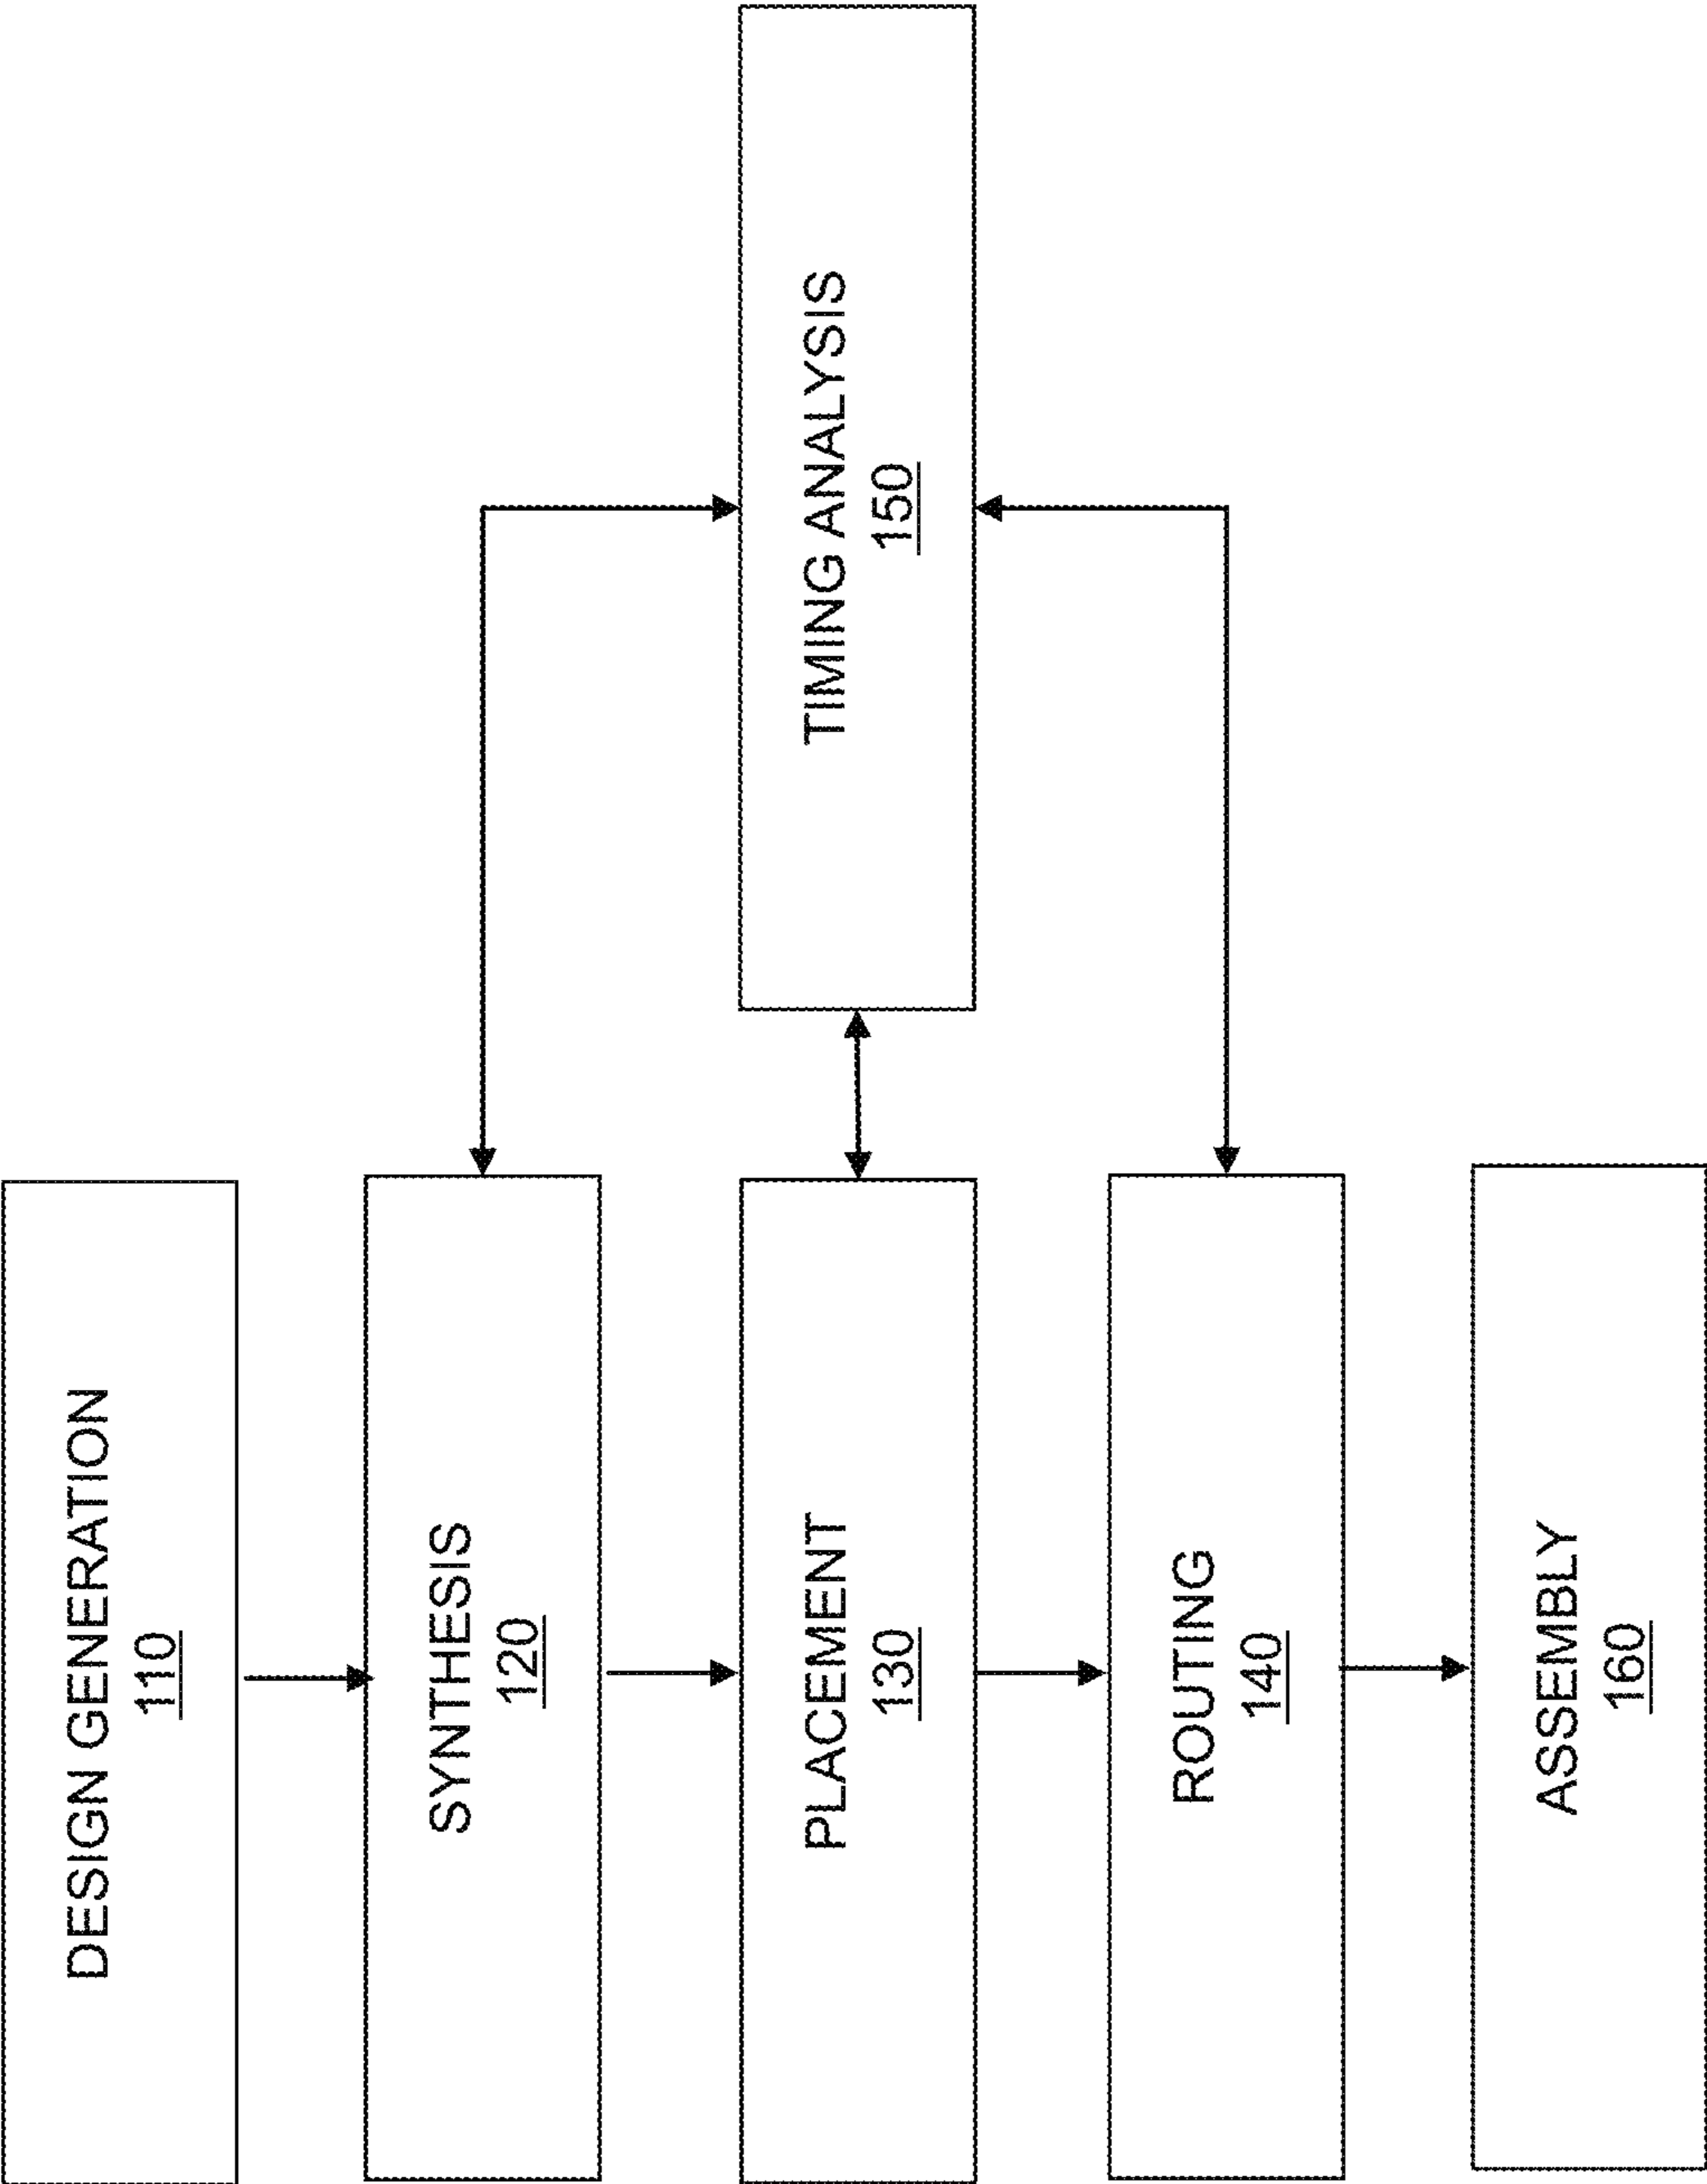 DESIGN GENERATION
110
SYNTHESIS
120
PLACEMENT
130
TIMING ANALYSIS
150
ROUTING
140
ASSEMBLY
160